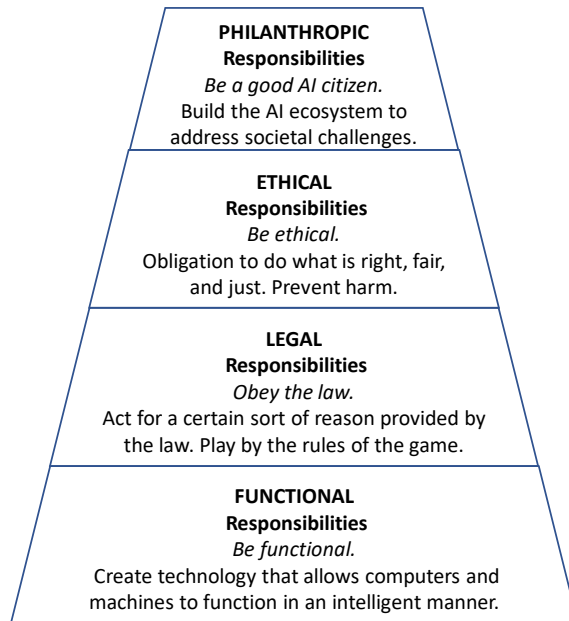 PHILANTHROPIC
Responsibilities
Be a good AI citizen.
Build the AI ecosystem to
address societal challenges.
ETHICAL
Responsibilities
Be ethical.
Obligation to do what is right, fair,
and just. Prevent harm.
LEGAL
Responsibilities
Obey the law.
Act for a certain sort of reason provided by
the law. Play by the rules of the game.
FUNCTIONAL
Responsibilities
Be functional.
Create technology that allows computers and
machines to function in an intelligent manner.